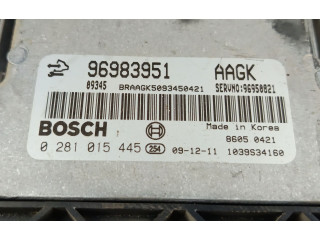 96983951 AAGK
09345 BRAAGK5093450421 SERVNO:96950821
BOSCH
Made in Korea
8605 0421
0 281 015 445 254 09-12-11 1039S34160